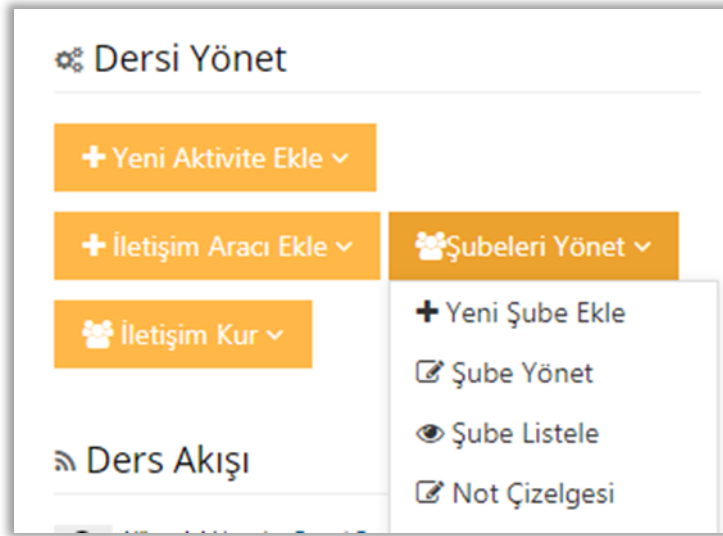 Dersi Yönet
Yeni Aktivite Ekle
İletişim Aracı Ekle
Şubeleri Yönet
Yeni Şube Ekle
İletişim Kur
Şube Yönet
Şube Listele
Ders Akışı
Not Çizelgesi